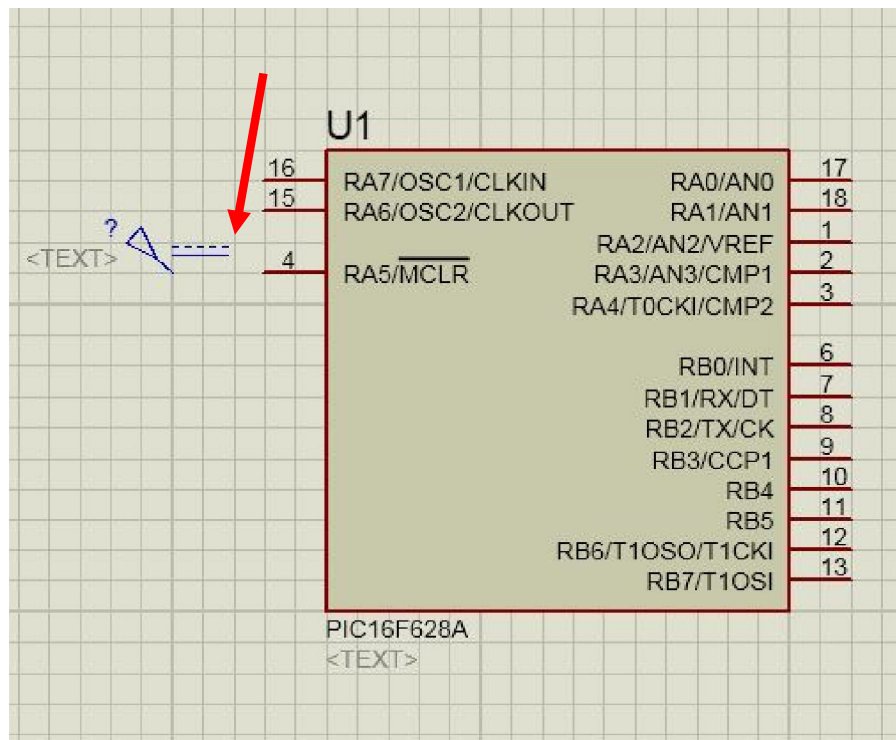 U1
16 RA7/OSC1/CLKIN RA0/AN0 17
15 RA6/OSC2/CLKOUT RA1/AN1 18
? RA2/AN2/VREF 1
<TEXT> 4 RA5/MCLR RA3/AN3/CMP1 2
RA4/T0CKI/CMP2 3
RB0/INT 6
RB1/RX/DT 7
RB2/TX/CK 8
RB3/CCP1 9
RB4 10
RB5 11
RB6/T1OSO/T1CKI 12
RB7/T1OSI 13
PIC16F628A
<TEXT>